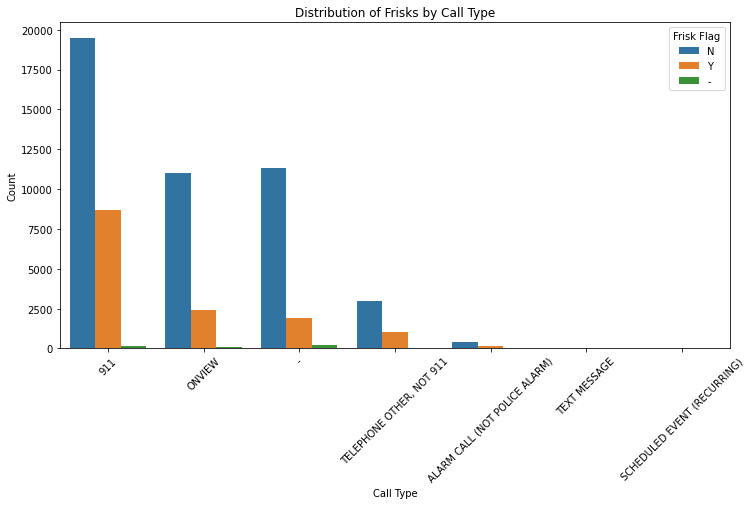 Distribution of Frisks by Call Type
Frisk Flag
N
Y
-
20000
17500
15000
12500
10000
7500
5000
2500
0
Count
911
ONVIEW
-
TELEPHONE OTHER, NOT 911
ALARM CALL (NOT POLICE ALARM)
TEXT MESSAGE
SCHEDULED EVENT (RECURRING)
Call Type